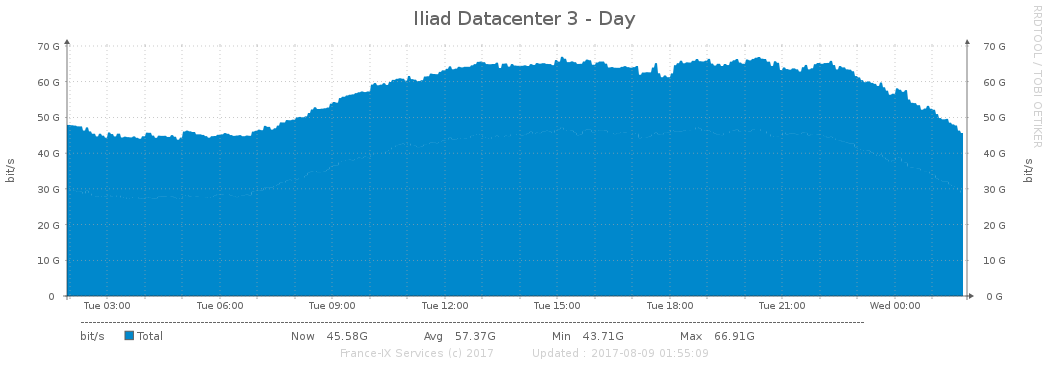 Iliad Datacenter 3 - Day
RRDTOOL / TOBI OETIKER
bit/s
bit/s
70 G 70 G
60 G 60 G
50 G 50 G
40 G 40 G
30 G 30 G
20 G 20 G
10 G 10 G
0 0 G
Tue 03:00 Tue 06:00 Tue 09:00 Tue 12:00 Tue 15:00 Tue 18:00 Tue 21:00 Wed 00:00
bit/s Total Now 45.58G Avg 57.37G Min 43.71G Max 66.91G
France-IX Services (c) 2017 Updated : 2017-08-09 01:55:09